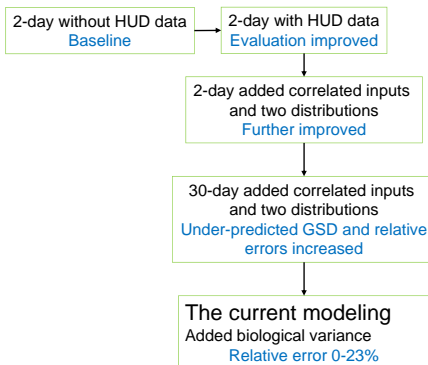 2-day without HUD data
Baseline
2-day with HUD data
Evaluation improved
2-day added correlated inputs
and two distributions
Further improved
30-day added correlated inputs
and two distributions
Under-predicted GSD and relative
errors increased
The current modeling
Added biological variance
Relative error 0-23%